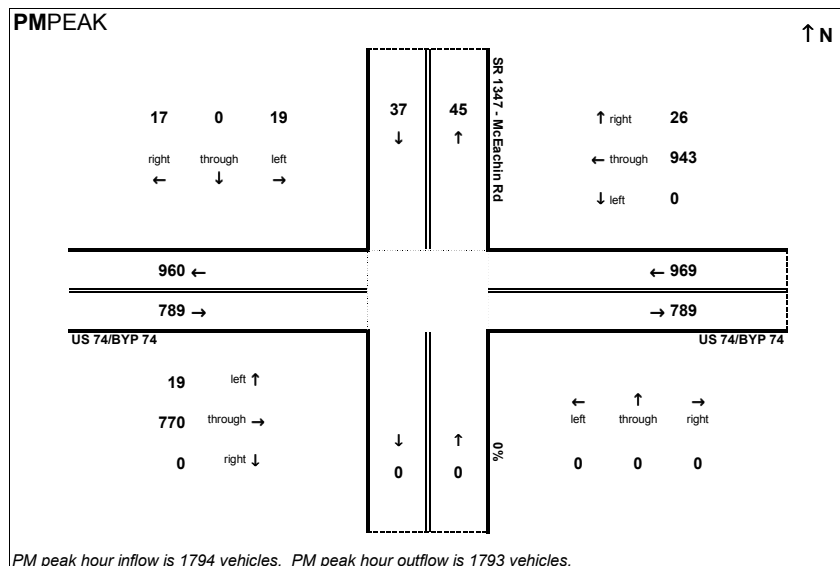 PMPEAK
↑ N
17 0 19
right through left
← ↓ →
37 45
↓ ↑
SR 1347 - McEachin Rd
↑ right 26
← through 943
↓ left 0
960 ←
← 969
789 →
→ 789
US 74/BYP 74
US 74/BYP 74
19 left ↑
770 through →
0 right ↓
↓ ↑
0 0
0%
← ↑ →
left through right
0 0 0
PM peak hour inflow is 1794 vehicles. PM peak hour outflow is 1793 vehicles.